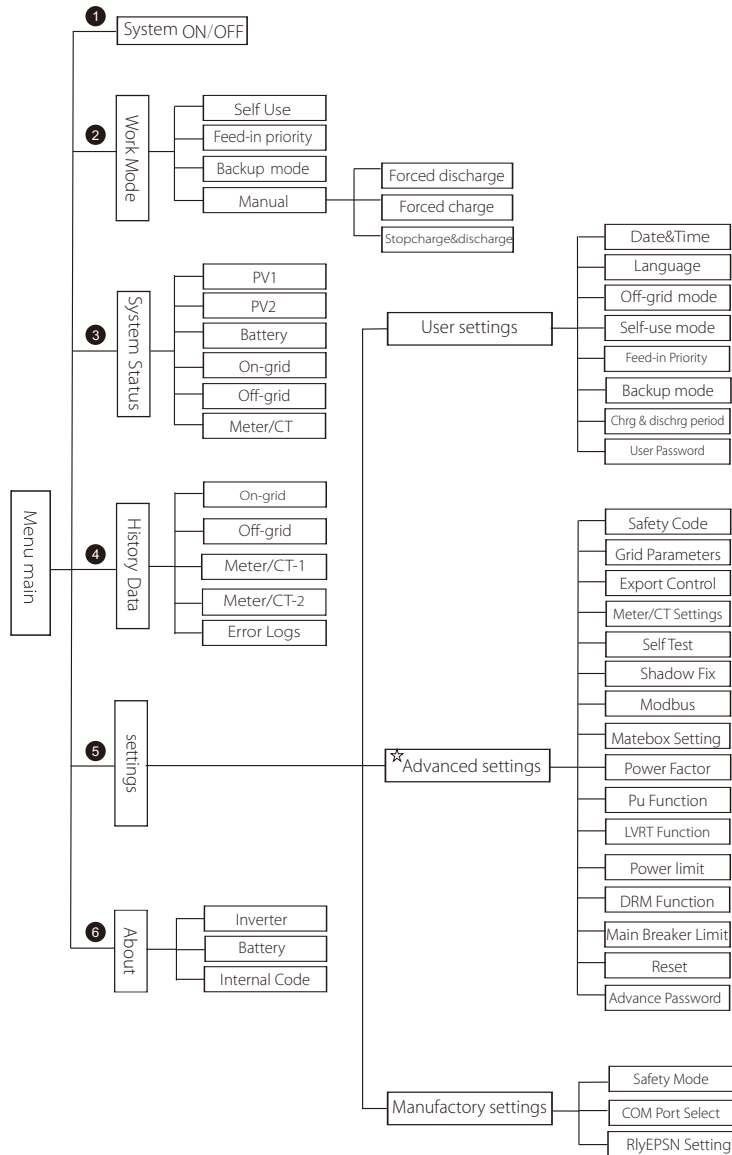 Menu main
1
System ON/OFF
2
Work Mode
Self Use
Feed-in priority
Backup mode
Manual
Forced discharge
Forced charge
Stopcharge&discharge
3
System Status
PV1
PV2
Battery
On-grid
Off-grid
Meter/CT
4
History Data
On-grid
Off-grid
Meter/CT-1
Meter/CT-2
Error Logs
5
settings
User settings
Date&Time
Language
Off-grid mode
Self-use mode
Feed-in Priority
Backup mode
Chrg & dischrg period
User Password
☆Advanced settings
Safety Code
Grid Parameters
Export Control
Meter/CT Settings
Self Test
Shadow Fix
Modbus
Matebox Setting
Power Factor
Pu Function
LVRT Function
Power limit
DRM Function
Main Breaker Limit
Reset
Advance Password
Manufactory settings
Safety Mode
COM Port Select
RlyEPSN Setting
6
About
Inverter
Battery
Internal Code